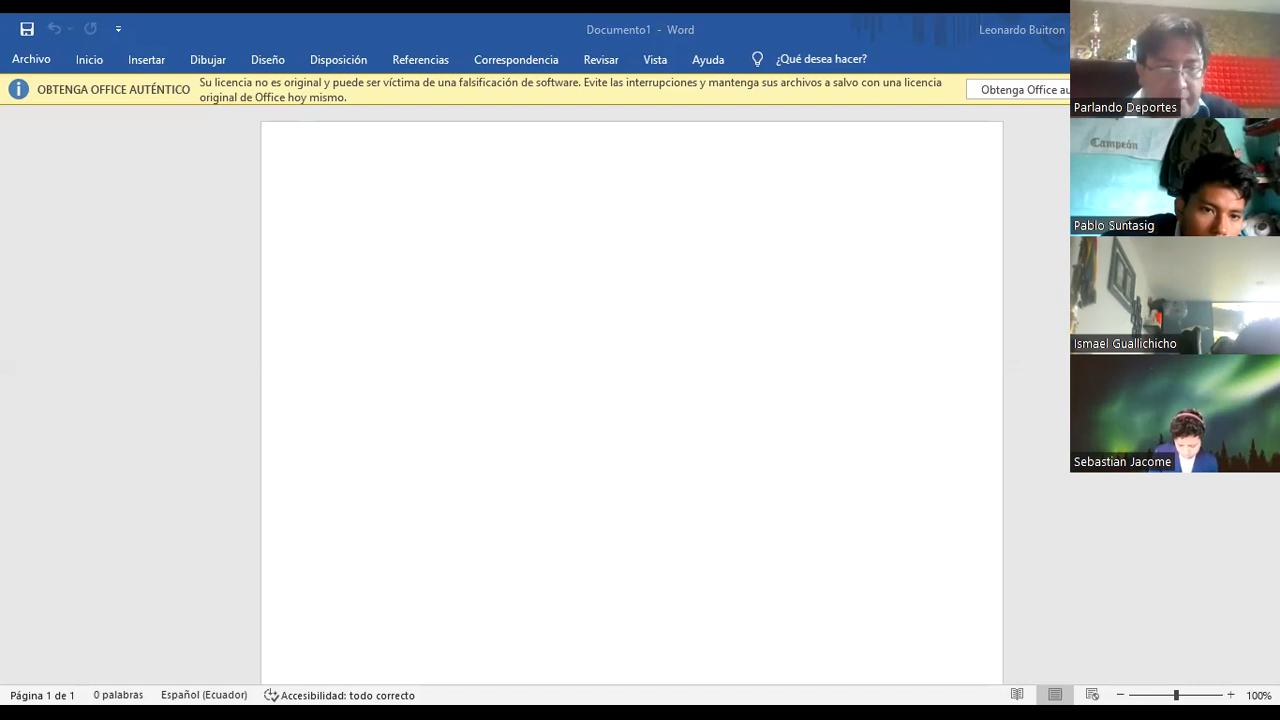 Documento1 - Word
Leonardo Buitron
Archivo Inicio Insertar Dibujar Diseño Disposición Referencias Correspondencia Revisar Vista Ayuda ¿Qué desea hacer?
OBTENGA OFFICE AUTÉNTICO
Su licencia no es original y puede ser víctima de una falsificación de software. Evite las interrupciones y mantenga sus archivos a salvo con una licencia
original de Office hoy mismo.
Obtenga Office au
Parlando Deportes
Campeón
Pablo Suntasig
Ismael Guallichicho
Sebastian Jacome
Página 1 de 1 0 palabras Español (Ecuador) Accesibilidad: todo correcto 100%